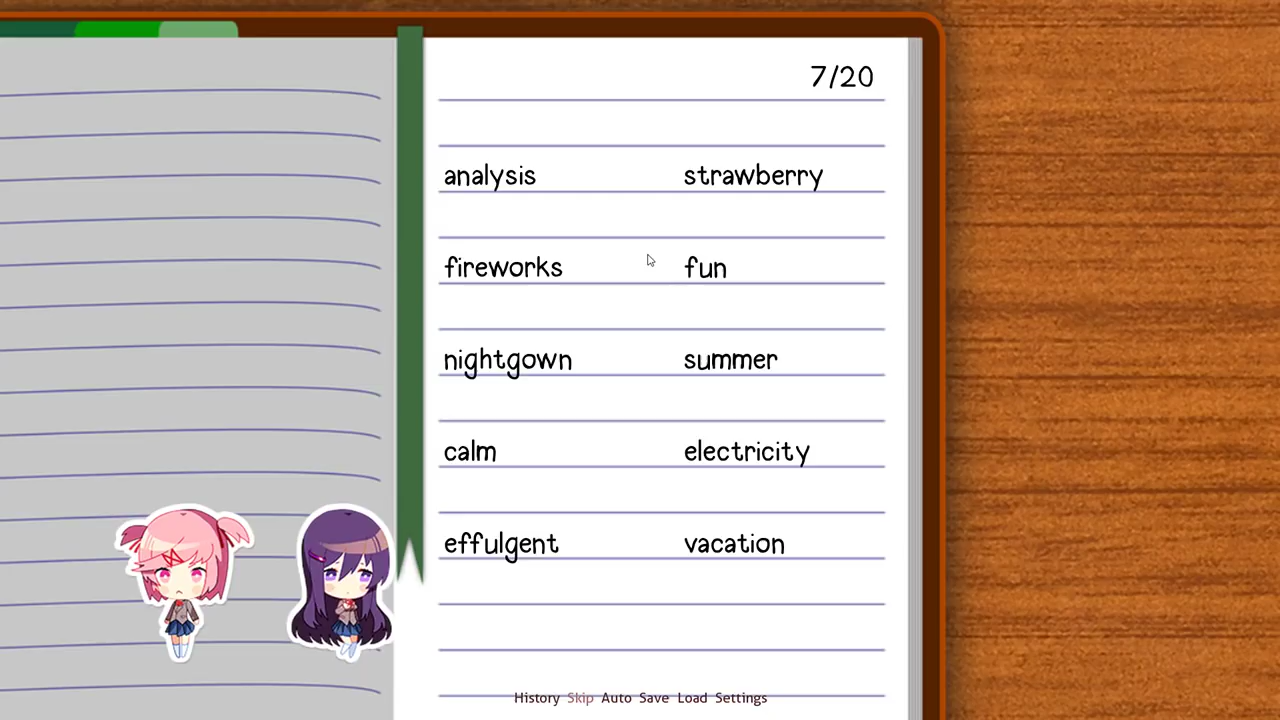 7/20
analysis strawberry
fireworks fun
nightgown summer
calm electricity
effulgent vacation
History Skip Auto Save Load Settings